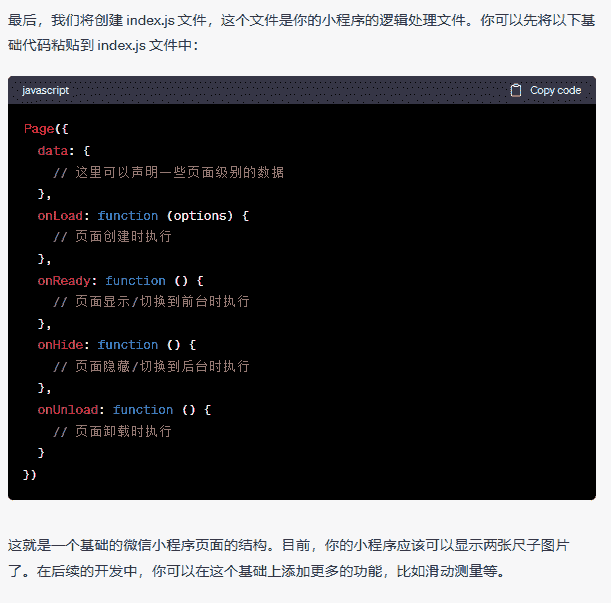 最后，我们将创建 index.js 文件，这个文件是你的小程序的逻辑处理文件。你可以先将以下基
础代码粘贴到 index.js 文件中：
javascript
Copy code
Page({
  data: {
    // 这里可以声明一些页面级别的数据
  },
  onLoad: function (options) {
    // 页面创建时执行
  },
  onReady: function () {
    // 页面显示/切换到前台时执行
  },
  onHide: function () {
    // 页面隐藏/切换到后台时执行
  },
  onUnload: function () {
    // 页面卸载时执行
  }
})
这就是一个基础的微信小程序页面的结构。目前，你的小程序应该可以显示两张尺子图片
了。在后续的开发中，你可以在这个基础上添加更多的功能，比如滑动测量等。